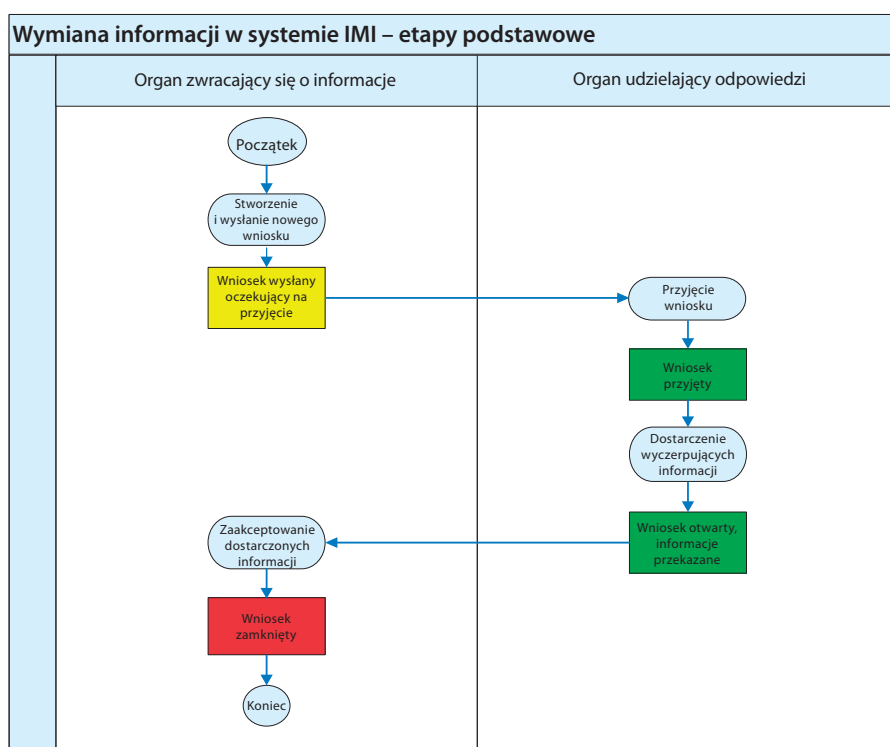 Wymiana informacji w systemie IMI – etapy podstawowe
Organ zwracający się o informacje
Organ udzielający odpowiedzi
Początek
Stworzenie
i wysłanie nowego
wniosku
Wniosek wysłany
oczekujący na
przyjęcie
Przyjęcie
wniosku
Wniosek
przyjęty
Dostarczenie
wyczerpujących
informacji
Wniosek otwarty,
informacje
przekazane
Zaakceptowanie
dostarczonych
informacji
Wniosek
zamknięty
Koniec